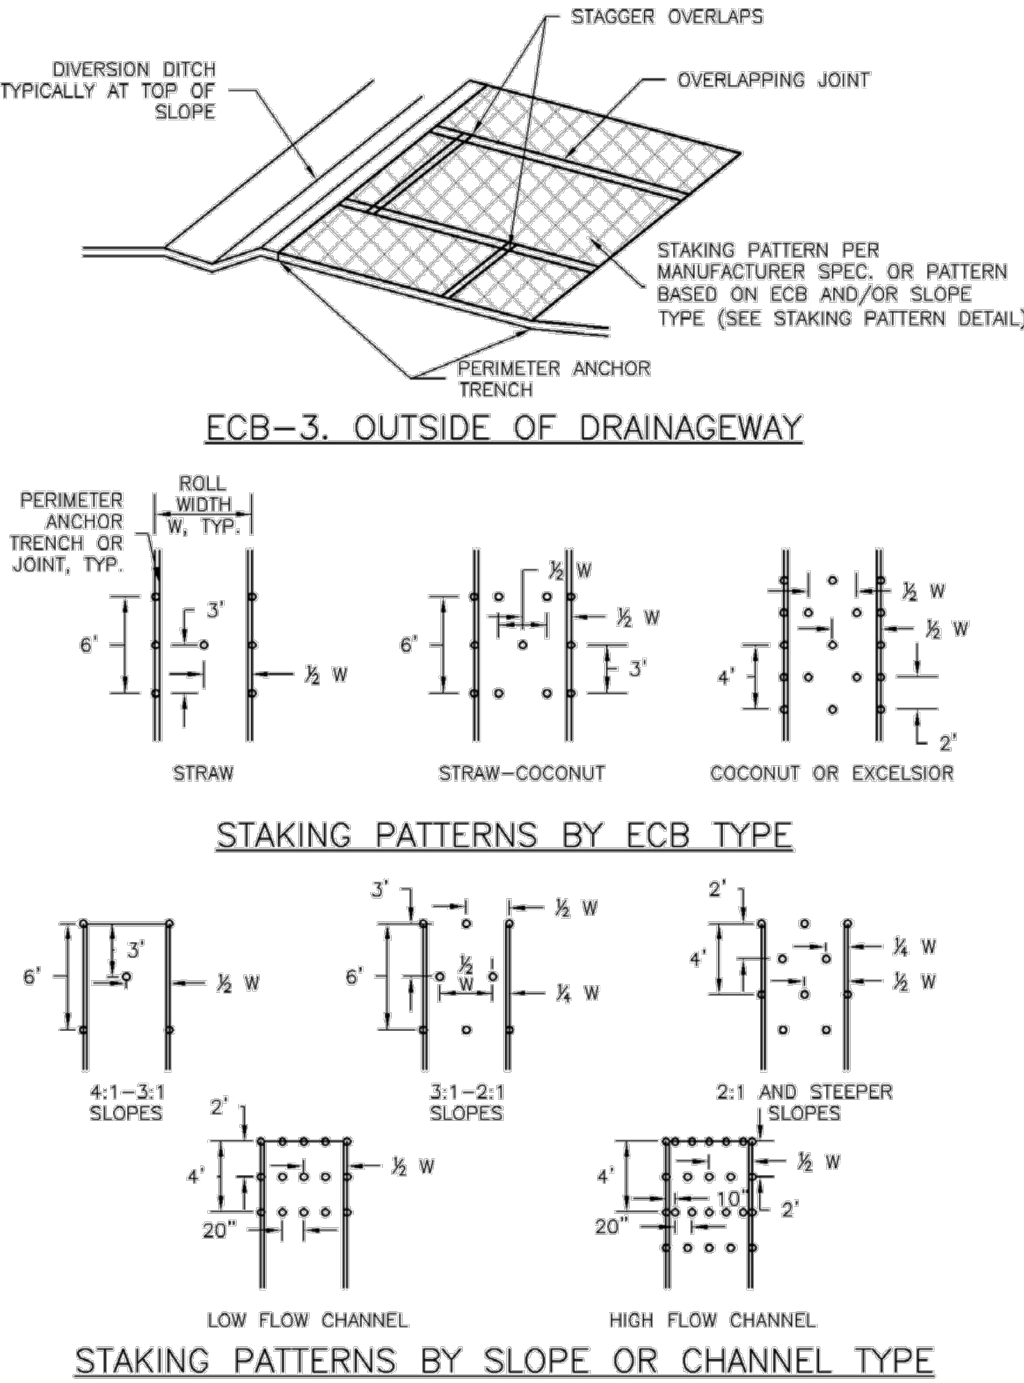 STAGGER OVERLAPS
DIVERSION DITCH
TYPICALLY AT TOP OF
SLOPE
OVERLAPPING JOINT
STAKING PATTERN PER
MANUFACTURER SPEC. OR PATTERN
BASED ON ECB AND/OR SLOPE
TYPE (SEE STAKING PATTERN DETAIL)
PERIMETER ANCHOR
TRENCH
ECB-3. OUTSIDE OF DRAINAGEWAY
PERIMETER
ANCHOR
TRENCH OR
JOINT, TYP.
ROLL
WIDTH
W, TYP.
3'
6'
½ W
STRAW
½ W
½ W
6'
3'
STRAW-COCONUT
½ W
½ W
4'
2'
COCONUT OR EXCELSIOR
STAKING PATTERNS BY ECB TYPE
6'
3'
½ W
4:1-3:1
SLOPES
3'
½ W
6'
½
W
¼ W
3:1-2:1
SLOPES
2'
4'
¼ W
½ W
2:1 AND STEEPER
SLOPES
2'
4'
½ W
20"
LOW FLOW CHANNEL
4'
½ W
10"
2'
20"
HIGH FLOW CHANNEL
STAKING PATTERNS BY SLOPE OR CHANNEL TYPE